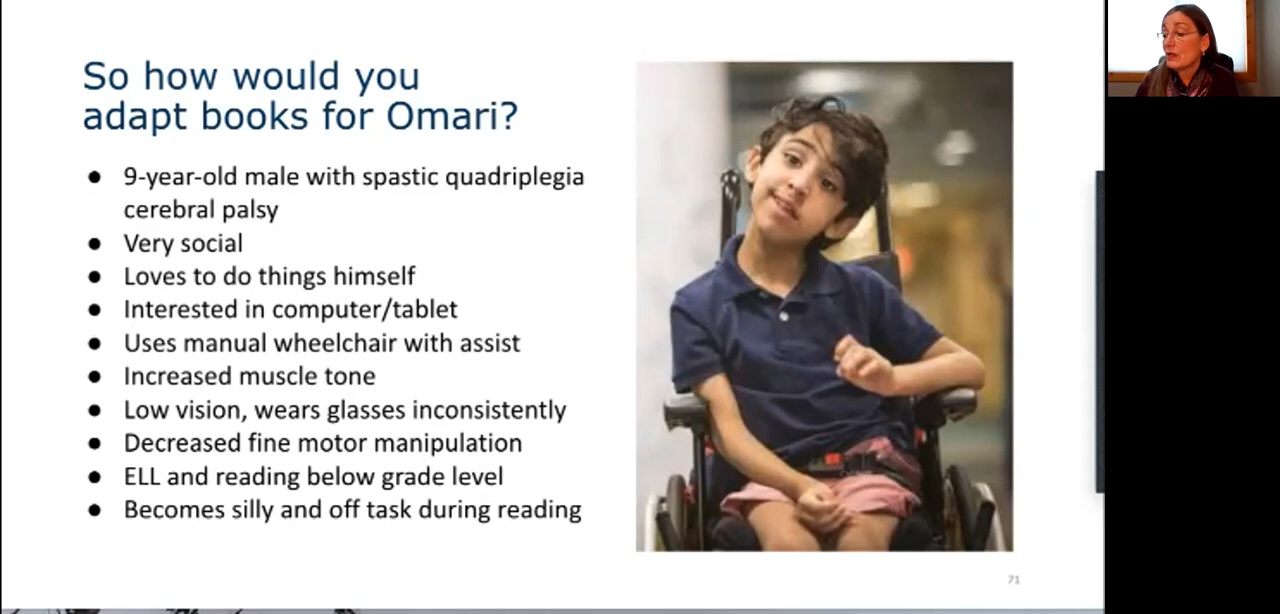 So how would you
adapt books for Omari?
● 9-year-old male with spastic quadriplegia
cerebral palsy
● Very social
● Loves to do things himself
● Interested in computer/tablet
● Uses manual wheelchair with assist
● Increased muscle tone
● Low vision, wears glasses inconsistently
● Decreased fine motor manipulation
● ELL and reading below grade level
● Becomes silly and off task during reading
71